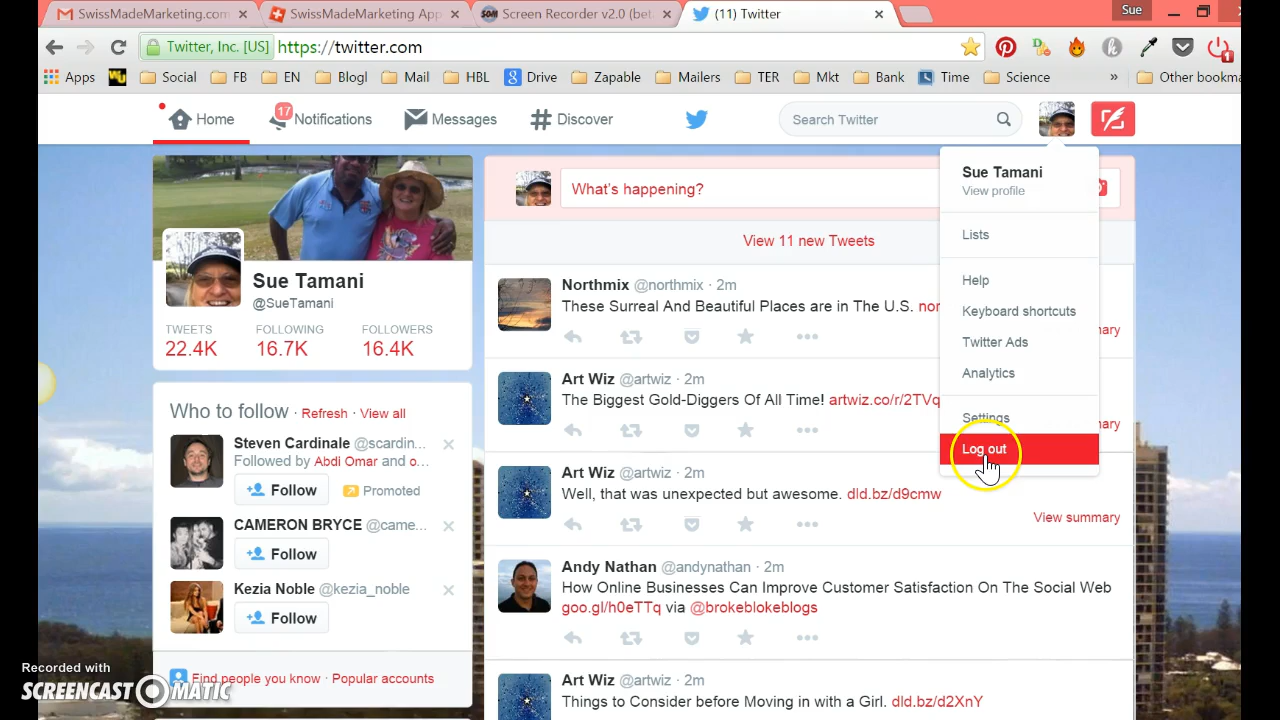 SwissMadeMarketing.com
SwissMadeMarketing App
Screen Recorder v2.0 (bet
(11) Twitter
Sue
Twitter, Inc. [US]
https://twitter.com
Apps
Social
FB
EN
Blogl
Mail
HBL
Drive
Zapable
Mailers
TER
Mkt
Bank
Time
Science
»
Other bookma
Home
17
Notifications
Messages
Discover
Search Twitter
Sue Tamani
View profile
Lists
Help
Keyboard shortcuts
Twitter Ads
Analytics
Settings
Log out
Sue Tamani
@SueTamani
TWEETS
FOLLOWING
FOLLOWERS
22.4K
16.7K
16.4K
Who to follow · Refresh · View all
Steven Cardinale @scardin...
Followed by Abdi Omar and o...
Follow
Promoted
CAMERON BRYCE @came...
Follow
Kezia Noble @kezia_noble
Follow
Find people you know · Popular accounts
What's happening?
View 11 new Tweets
Northmix @northmix · 2m
These Surreal And Beautiful Places are in The U.S. nor
mary
Art Wiz @artwiz · 2m
The Biggest Gold-Diggers Of All Time! artwiz.co/r/2TVq
mary
Art Wiz @artwiz · 2m
Well, that was unexpected but awesome. dld.bz/d9cmw
View summary
Andy Nathan @andynathan · 2m
How Online Businesses Can Improve Customer Satisfaction On The Social Web
goo.gl/h0eTTq via @brokeblokeblogs
Art Wiz @artwiz · 2m
Things to Consider before Moving in with a Girl. dld.bz/d2XnY
Recorded with
SCREENCAST-O-MATIC